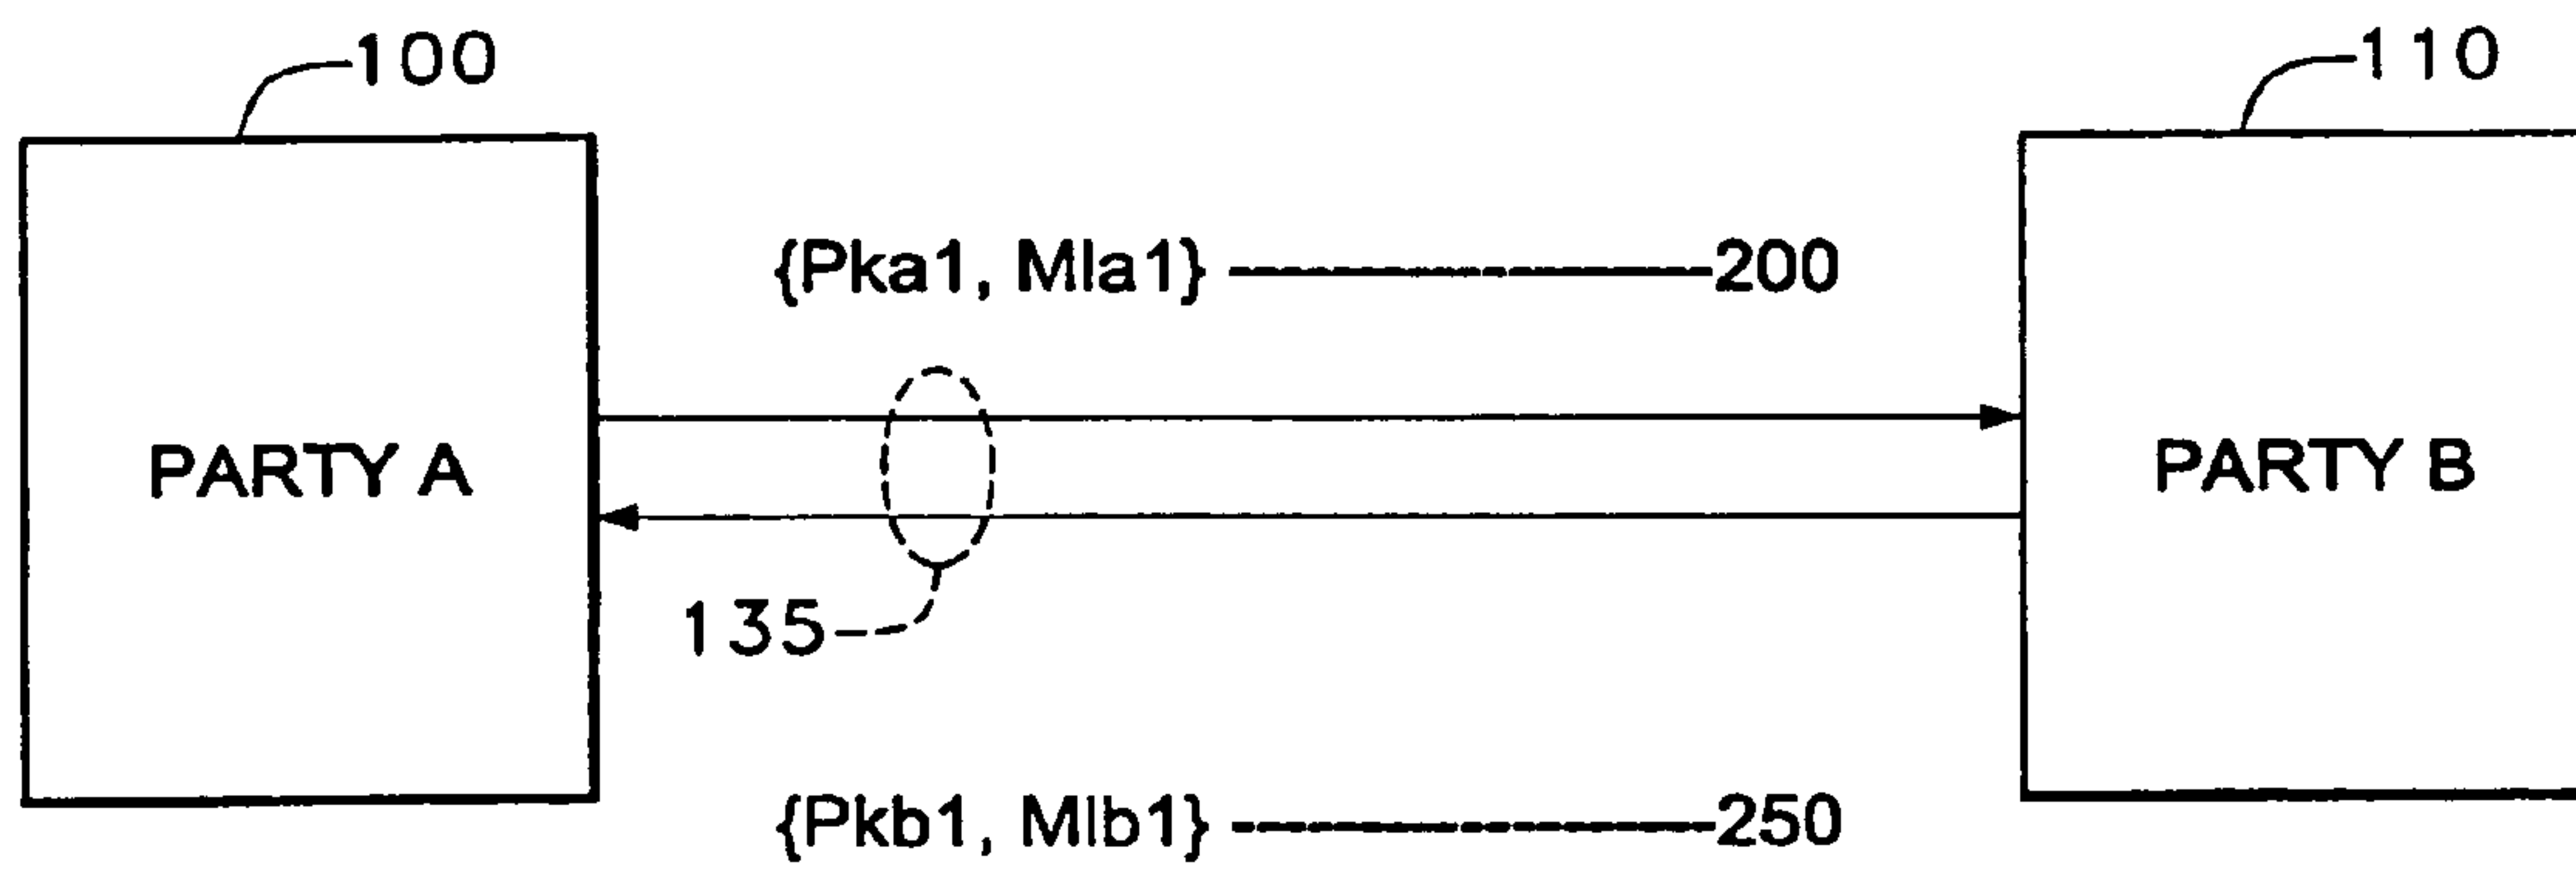 100
110
{Pka1, Mla1} 200
PARTY A
PARTY B
135
{Pkb1, Mlb1} 250